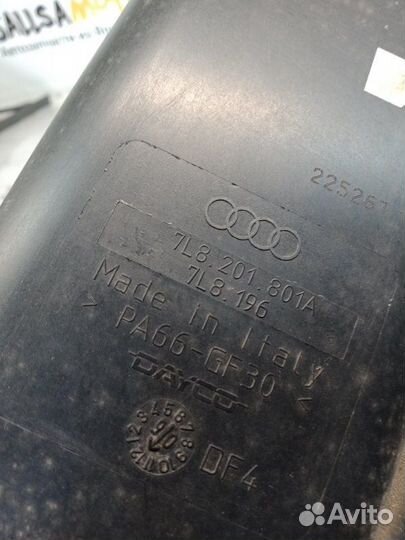 225261
7L8.201.801A
7L8.196
Made in Italy
> PA66-GF30 <
DAYCO
DF4
Avito